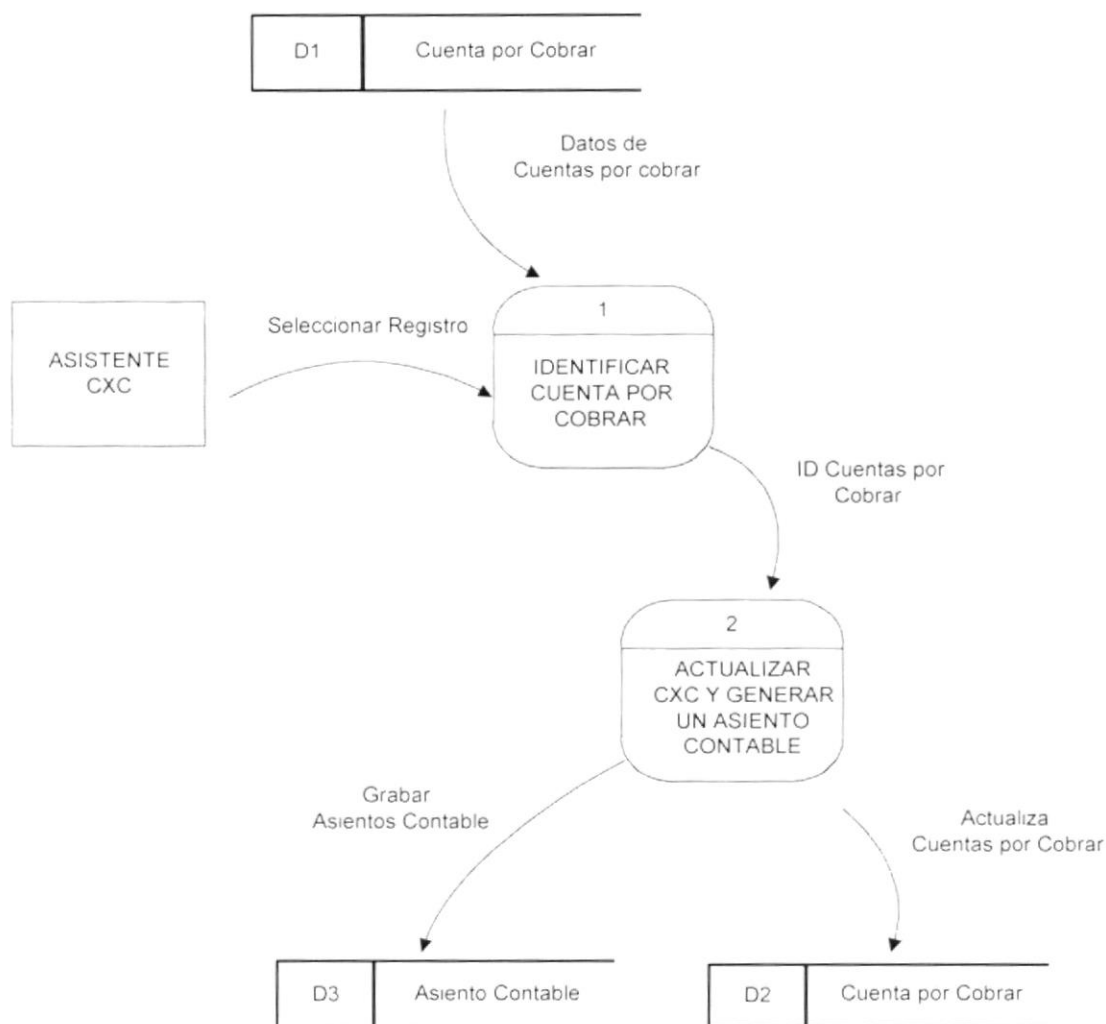 D1
Cuenta por Cobrar
Datos de
Cuentas por cobrar
Seleccionar Registro
ASISTENTE
CXC
1
IDENTIFICAR
CUENTA POR
COBRAR
ID Cuentas por
Cobrar
2
ACTUALIZAR
CXC Y GENERAR
UN ASIENTO
CONTABLE
Grabar
Asientos Contable
Actualiza
Cuentas por Cobrar
D3
Asiento Contable
D2
Cuenta por Cobrar